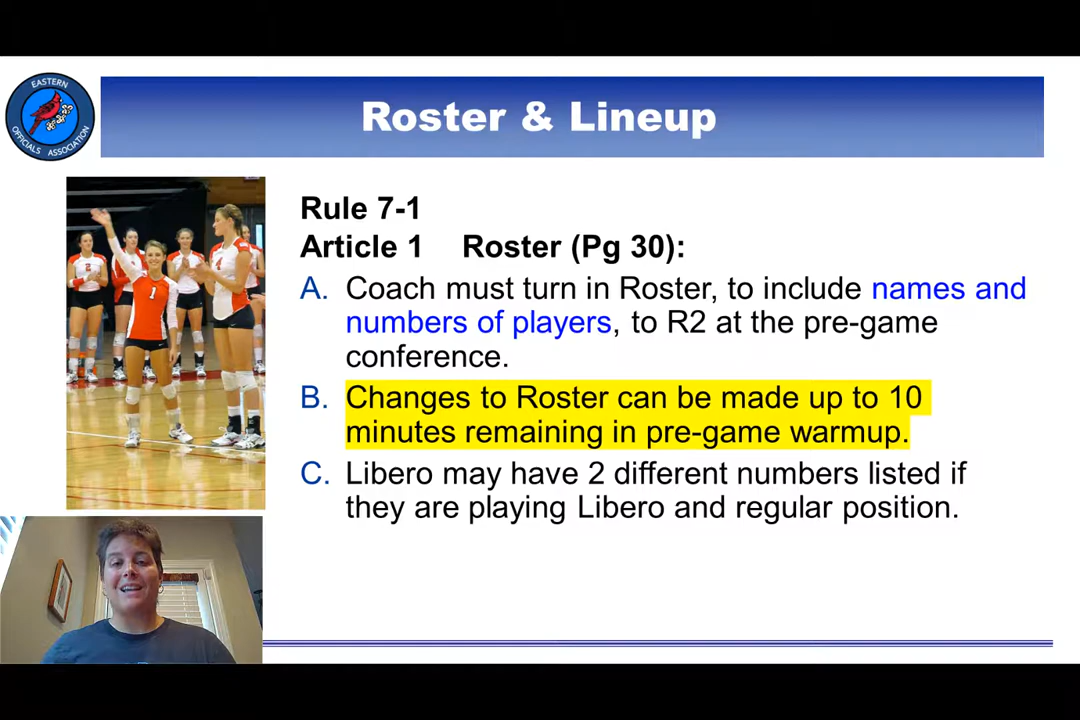 EASTERN
OFFICIALS ASSOCIATION
Roster & Lineup
Rule 7-1
Article 1 Roster (Pg 30):
A. Coach must turn in Roster, to include names and
numbers of players, to R2 at the pre-game
conference.
B. Changes to Roster can be made up to 10
minutes remaining in pre-game warmup.
C. Libero may have 2 different numbers listed if
they are playing Libero and regular position.
2
1
4